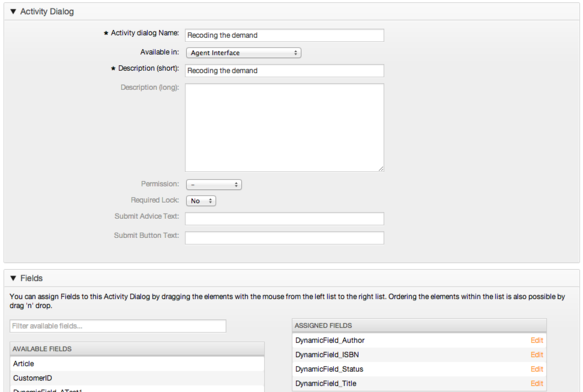 ▼ Activity Dialog
★ Activity dialog Name: Recoding the demand
Available in: Agent Interface
★ Description (short): Recoding the demand
Description (long):
Permission: -
Required Lock: No
Submit Advice Text:
Submit Button Text:
▼ Fields
You can assign Fields to this Activity Dialog by dragging the elements with the mouse from the left list to the right list. Ordering the elements within the list is also possible by
drag 'n' drop.
Filter available fields...
AVAILABLE FIELDS
Article
CustomerID
DynamicField_ATest1
ASSIGNED FIELDS
DynamicField_Author Edit
DynamicField_ISBN Edit
DynamicField_Status Edit
DynamicField_Title Edit